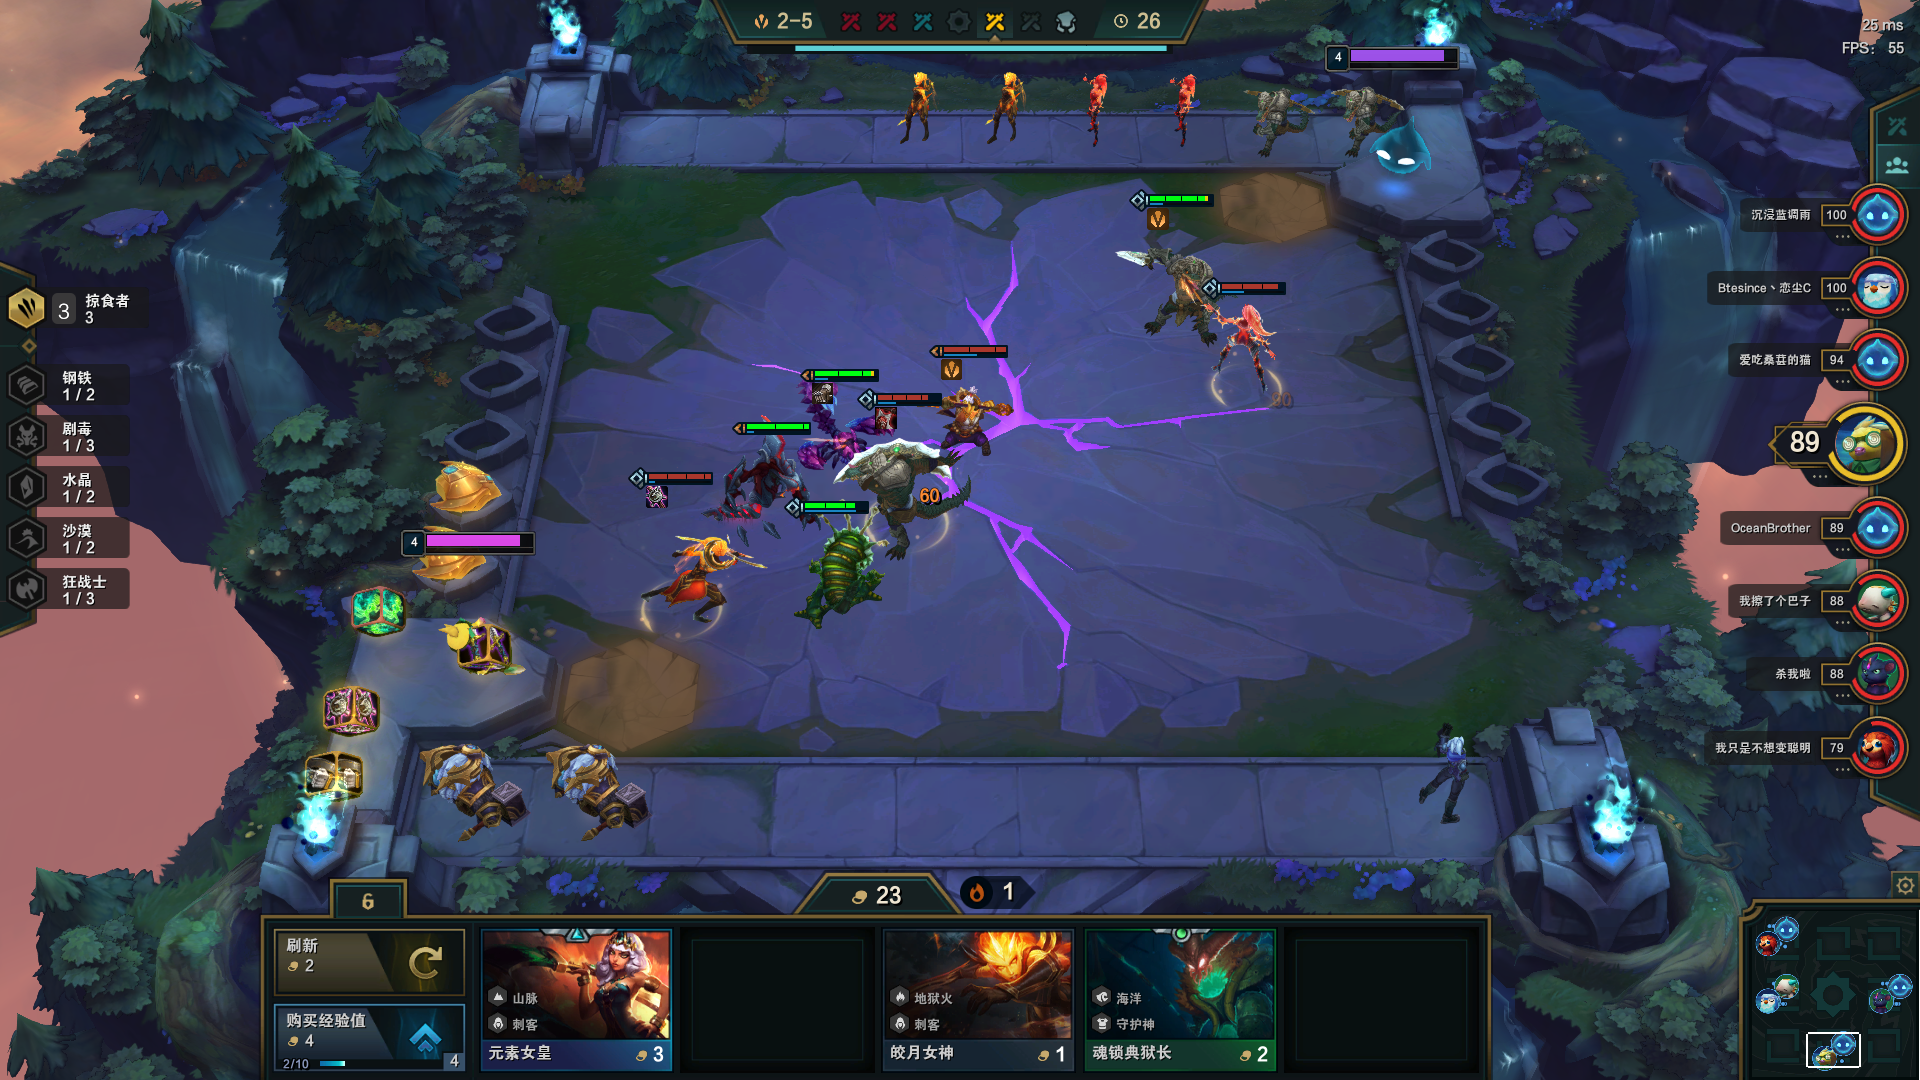 2-5
26
25 ms
FPS: 55
4
沉浸蓝凋雨
100
Btesince丶恋尘C
100
爱吃桑葚的猫
94
89
OceanBrother
89
我擦了个巴子
88
杀我啦
88
我只是不想变聪明
79
3
掠食者
3
钢铁
1 / 2
剧毒
1 / 3
水晶
1 / 2
沙漠
1 / 2
狂战士
1 / 3
4
60
6
23
1
刷新
2
购买经验值
4
2/10
4
山脉
刺客
元素女皇
3
地狱火
刺客
皎月女神
1
海洋
守护神
魂锁典狱长
2